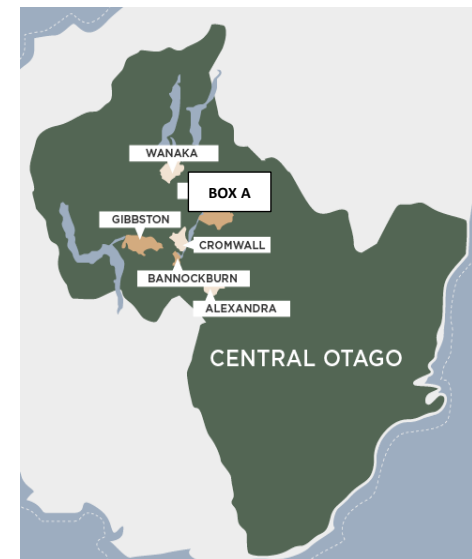 WANAKA
BOX A
GIBBSTON
CROMWALL
BANNOCKBURN
ALEXANDRA
CENTRAL OTAGO